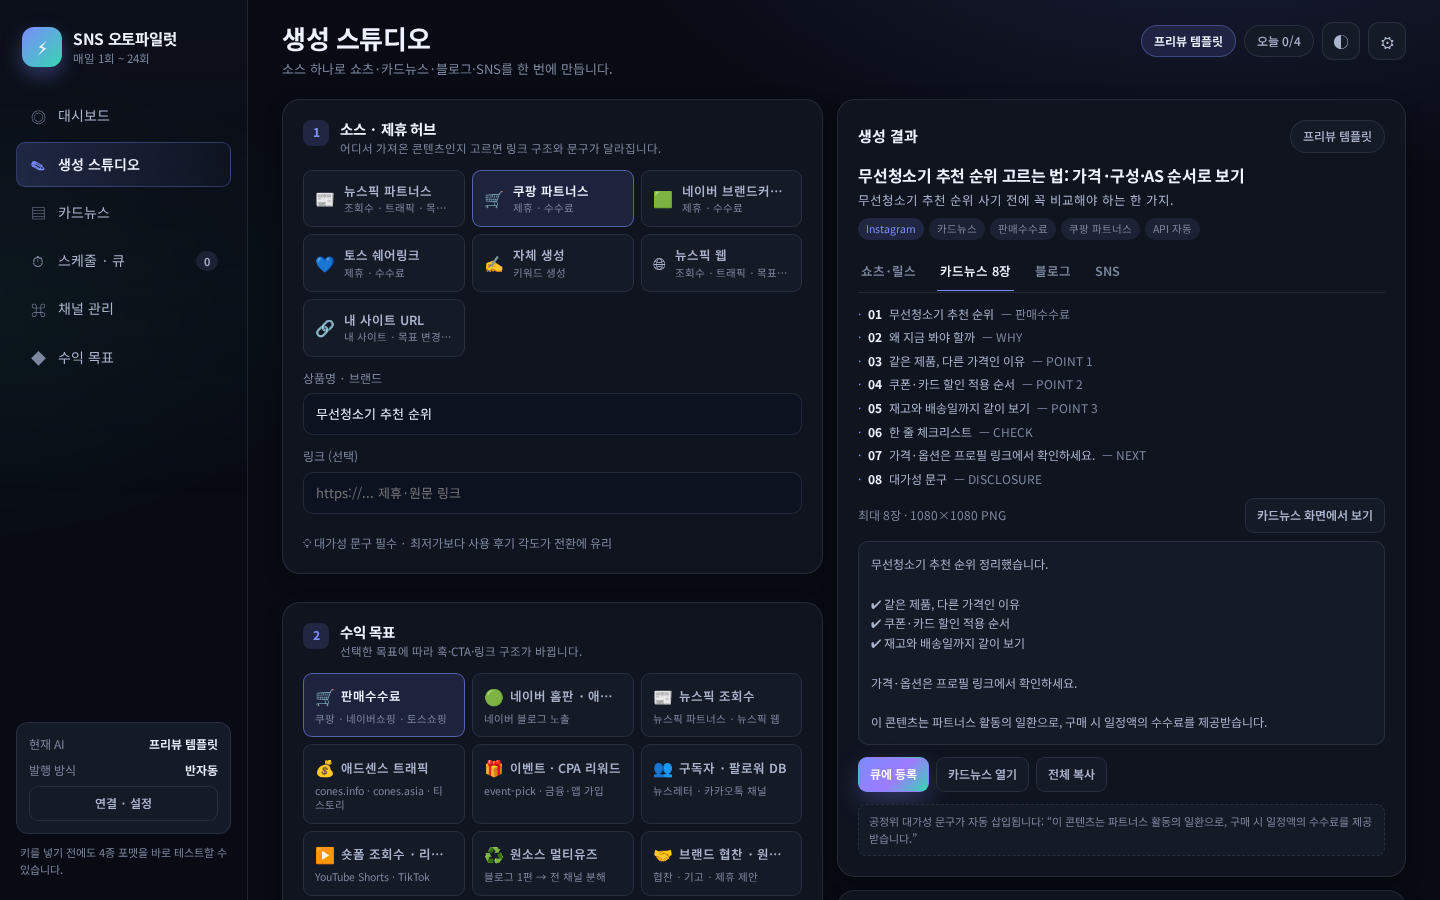 SNS 오토파일럿
매일 1회 ~ 24회
대시보드
생성 스튜디오
카드뉴스
스케줄 · 큐
0
채널 관리
수익 목표
현재 AI
프리뷰 템플릿
발행 방식
반자동
연결 · 설정
키를 넣기 전에도 4종 포맷을 바로 테스트할 수
있습니다.
생성 스튜디오
소스 하나로 쇼츠·카드뉴스·블로그·SNS를 한 번에 만듭니다.
프리뷰 템플릿
오늘 0/4
1
소스 · 제휴 허브
어디서 가져온 콘텐츠인지 고르면 링크 구조와 문구가 달라집니다.
뉴스픽 파트너스
조회수 · 트래픽 · 목…
쿠팡 파트너스
제휴 · 수수료
네이버 브랜드커…
제휴 · 수수료
토스 쉐어링크
제휴 · 수수료
자체 생성
키워드 생성
뉴스픽 웹
조회수 · 트래픽 · 목표…
내 사이트 URL
내 사이트 · 목표 변경…
상품명 · 브랜드
무선청소기 추천 순위
링크 (선택)
https://... 제휴·원문 링크
대가성 문구 필수 · 최저가보다 사용 후기 각도가 전환에 유리
2
수익 목표
선택한 목표에 따라 훅·CTA·링크 구조가 바뀝니다.
판매수수료
쿠팡 · 네이버쇼핑 · 토스쇼핑
네이버 홈판 · 애…
네이버 블로그 노출
뉴스픽 조회수
뉴스픽 파트너스 · 뉴스픽 웹
애드센스 트래픽
cones.info · cones.asia · 티
스토리
이벤트 · CPA 리워드
event-pick · 금융·앱 가입
구독자 · 팔로워 DB
뉴스레터 · 카카오톡 채널
숏폼 조회수 · 리…
YouTube Shorts · TikTok
원소스 멀티유즈
블로그 1편 → 전 채널 분해
브랜드 협찬 · 원…
협찬 · 기고 · 제휴 제안
생성 결과
프리뷰 템플릿
무선청소기 추천 순위 고르는 법: 가격·구성·AS 순서로 보기
무선청소기 추천 순위 사기 전에 꼭 비교해야 하는 한 가지.
Instagram
카드뉴스
판매수수료
쿠팡 파트너스
API 자동
쇼츠·릴스
카드뉴스 8장
블로그
SNS
· 01 무선청소기 추천 순위 — 판매수수료
· 02 왜 지금 봐야 할까 — WHY
· 03 같은 제품, 다른 가격인 이유 — POINT 1
· 04 쿠폰·카드 할인 적용 순서 — POINT 2
· 05 재고와 배송일까지 같이 보기 — POINT 3
· 06 한 줄 체크리스트 — CHECK
· 07 가격·옵션은 프로필 링크에서 확인하세요. — NEXT
· 08 대가성 문구 — DISCLOSURE
최대 8장 · 1080×1080 PNG
카드뉴스 화면에서 보기
무선청소기 추천 순위 정리했습니다.
✔ 같은 제품, 다른 가격인 이유
✔ 쿠폰·카드 할인 적용 순서
✔ 재고와 배송일까지 같이 보기
가격·옵션은 프로필 링크에서 확인하세요.
이 콘텐츠는 파트너스 활동의 일환으로, 구매 시 일정액의 수수료를 제공받습니다.
큐에 등록
카드뉴스 열기
전체 복사
공정위 대가성 문구가 자동 삽입됩니다: “이 콘텐츠는 파트너스 활동의 일환으로, 구매 시 일정액의 수수료를 제공
받습니다.”